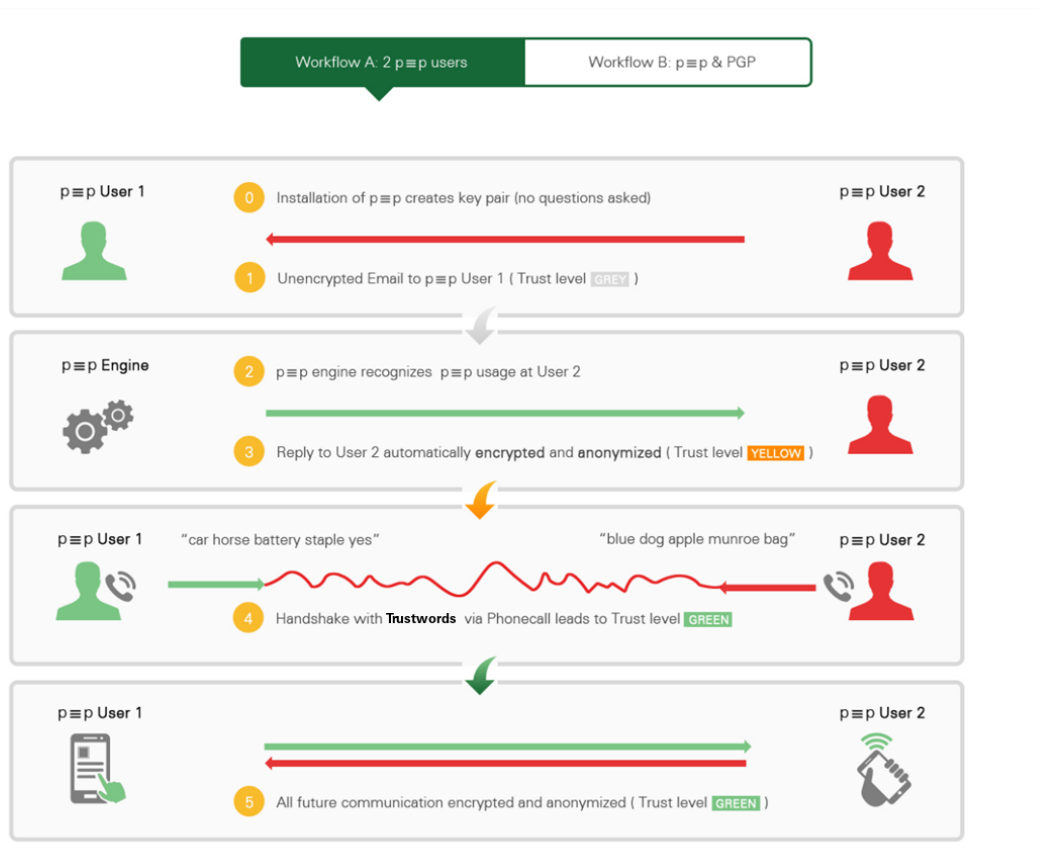 Workflow A: 2 p≡p users
Workflow B: p≡p & PGP
p≡p User 1
p≡p User 2
0 Installation of p≡p creates key pair (no questions asked)
1 Unencrypted Email to p≡p User 1 ( Trust level GREY )
p≡p Engine
p≡p User 2
2 p≡p engine recognizes p≡p usage at User 2
3 Reply to User 2 automatically encrypted and anonymized ( Trust level YELLOW )
p≡p User 1
"car horse battery staple yes"
"blue dog apple munroe bag"
p≡p User 2
4 Handshake with Trustwords via Phonecall leads to Trust level GREEN
p≡p User 1
p≡p User 2
5 All future communication encrypted and anonymized ( Trust level GREEN )